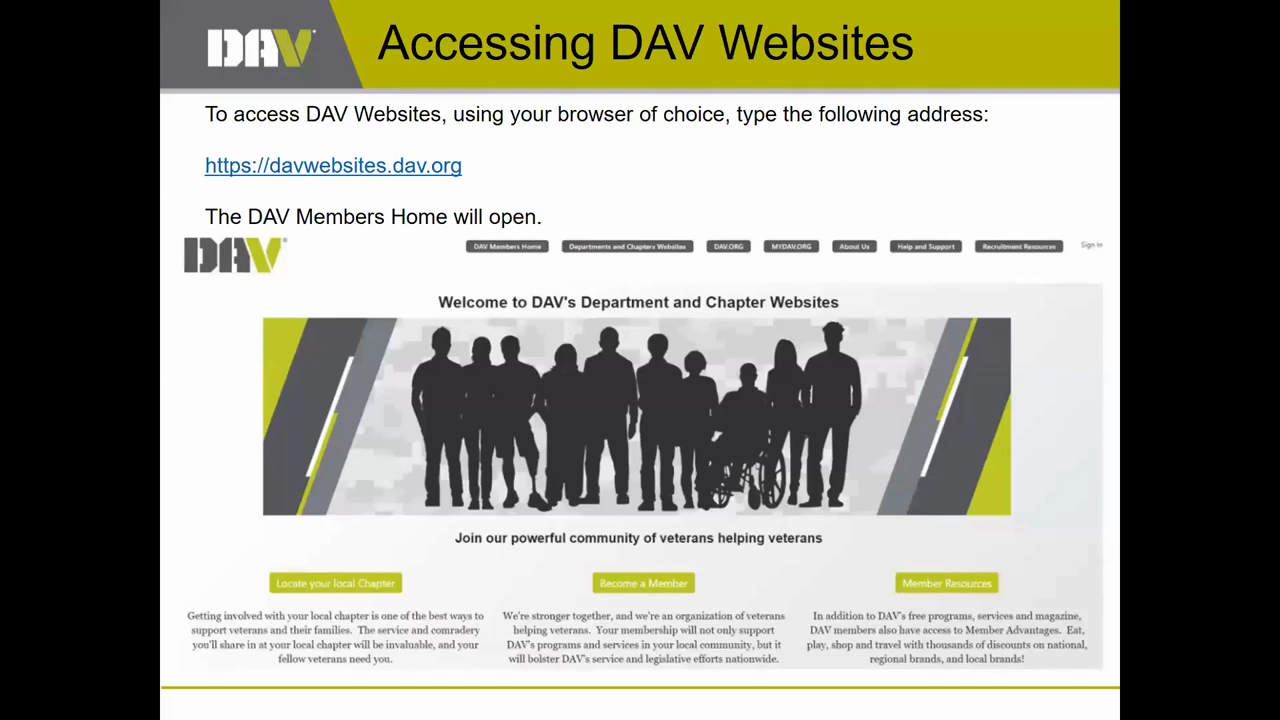 DAV
Accessing DAV Websites
To access DAV Websites, using your browser of choice, type the following address:
https://davwebsites.dav.org
The DAV Members Home will open.
DAV
DAV Members Home
Departments and Chapters Websites
DAV.ORG
MYDAV.ORG
About Us
Help and Support
Recruitment Resources
Sign In
Welcome to DAV's Department and Chapter Websites
Join our powerful community of veterans helping veterans
Locate your local Chapter
Getting involved with your local chapter is one of the best ways to
support veterans and their families. The service and comradery
you'll share in at your local chapter will be invaluable, and your
fellow veterans need you.
Become a Member
We're stronger together, and we're an organization of veterans
helping veterans. Your membership will not only support
DAV's programs and services in your local community, but it
will bolster DAV's service and legislative efforts nationwide.
Member Resources
In addition to DAV's free programs, services and magazine,
DAV members also have access to Member Advantages. Eat,
play, shop and travel with thousands of discounts on national,
regional brands, and local brands!